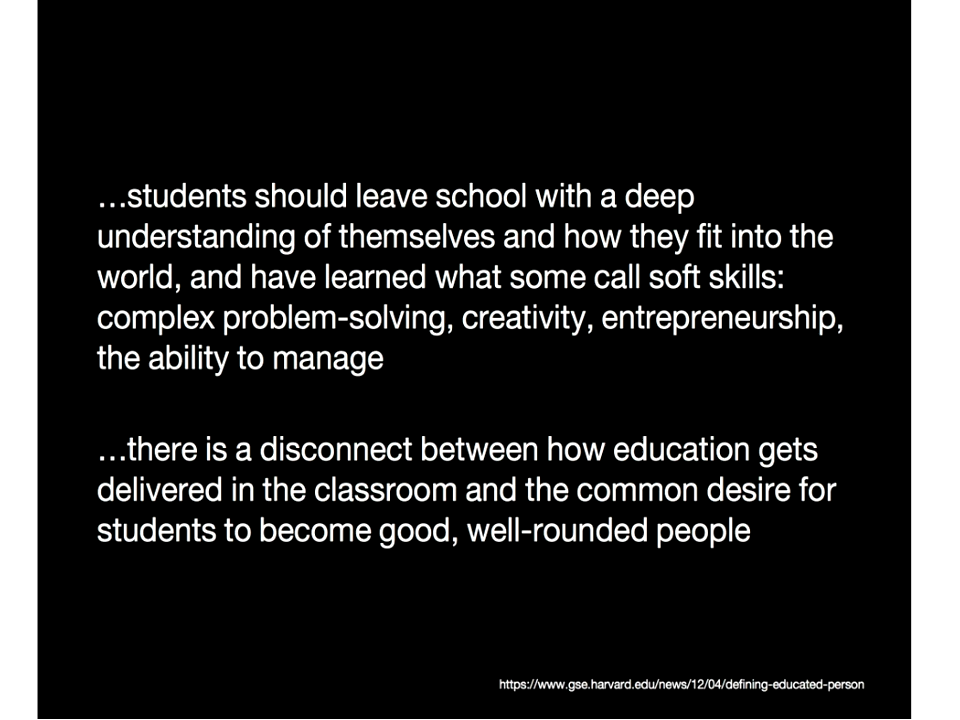 …students should leave school with a deep
understanding of themselves and how they fit into the
world, and have learned what some call soft skills:
complex problem-solving, creativity, entrepreneurship,
the ability to manage
…there is a disconnect between how education gets
delivered in the classroom and the common desire for
students to become good, well-rounded people
https://www.gse.harvard.edu/news/12/04/defining-educated-person